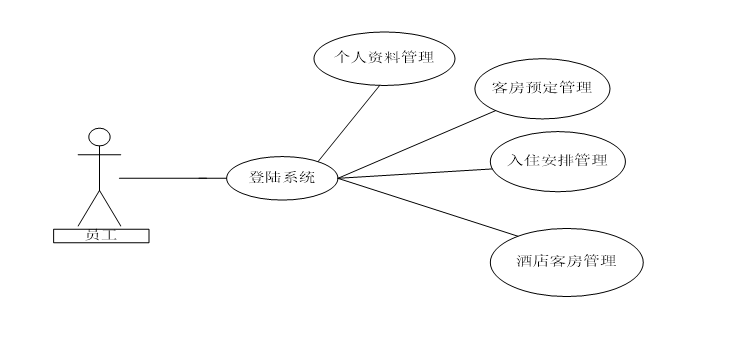 个人资料管理
客房预定管理
入住安排管理
登陆系统
员工
酒店客房管理